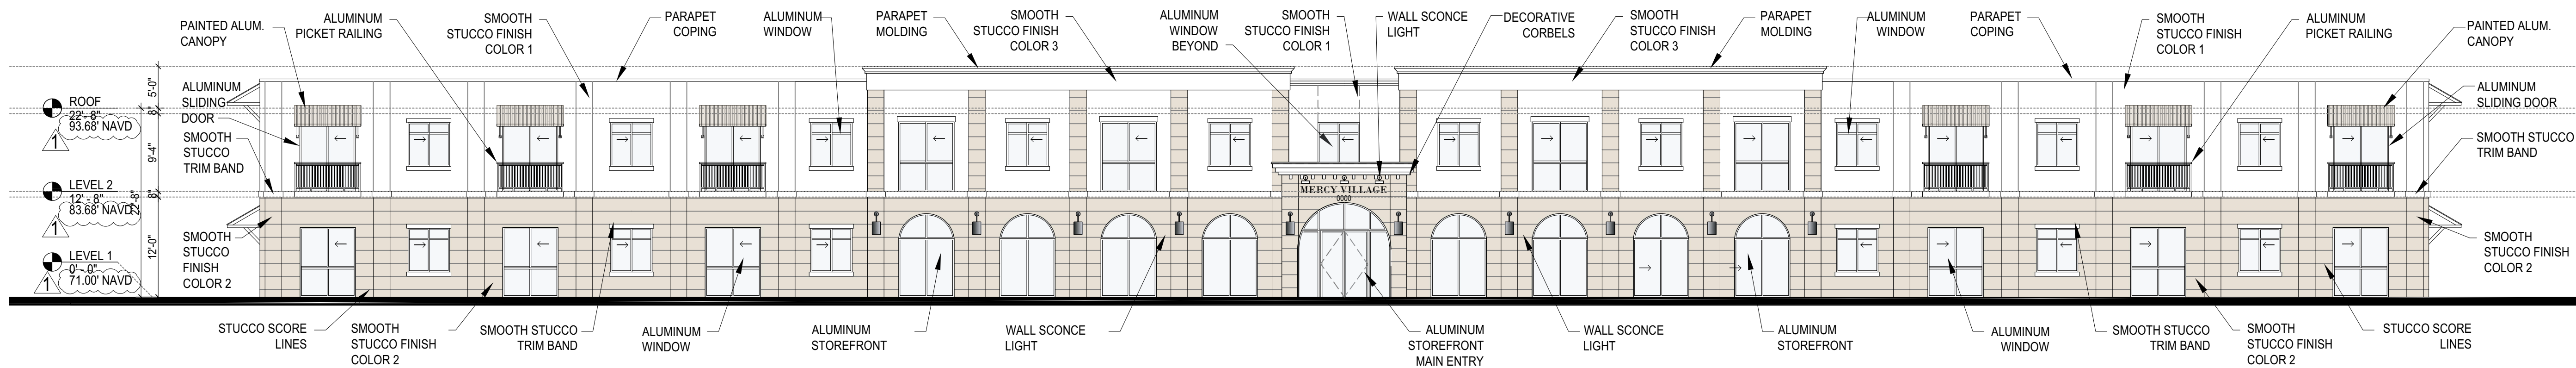 PAINTED ALUM.
CANOPY
ALUMINUM
PICKET RAILING
SMOOTH
STUCCO FINISH
COLOR 1
PARAPET
COPING
ALUMINUM
WINDOW
PARAPET
MOLDING
SMOOTH
STUCCO FINISH
COLOR 3
ALUMINUM
WINDOW
BEYOND
SMOOTH
STUCCO FINISH
COLOR 1
WALL SCONCE
LIGHT
DECORATIVE
CORBELS
SMOOTH
STUCCO FINISH
COLOR 3
PARAPET
MOLDING
ALUMINUM
WINDOW
PARAPET
COPING
SMOOTH
STUCCO FINISH
COLOR 1
ALUMINUM
PICKET RAILING
PAINTED ALUM.
CANOPY
ALUMINUM
SLIDING
DOOR
SMOOTH
STUCCO
TRIM BAND
SMOOTH
STUCCO
FINISH
COLOR 2
ROOF
22' - 8"
93.68' NAVD
1
LEVEL 2
12' - 8"
83.68' NAVD
1
LEVEL 1
0' - 0"
71.00' NAVD
1
5'-0"
8"
9'-4"
8"
22'-8"
12'-0"
MERCY VILLAGE
0000
ALUMINUM
SLIDING DOOR
SMOOTH STUCCO
TRIM BAND
SMOOTH
STUCCO FINISH
COLOR 2
STUCCO SCORE
LINES
SMOOTH
STUCCO FINISH
COLOR 2
SMOOTH STUCCO
TRIM BAND
ALUMINUM
WINDOW
ALUMINUM
STOREFRONT
WALL SCONCE
LIGHT
ALUMINUM
STOREFRONT
MAIN ENTRY
WALL SCONCE
LIGHT
ALUMINUM
STOREFRONT
ALUMINUM
WINDOW
SMOOTH STUCCO
TRIM BAND
SMOOTH
STUCCO FINISH
COLOR 2
STUCCO SCORE
LINES